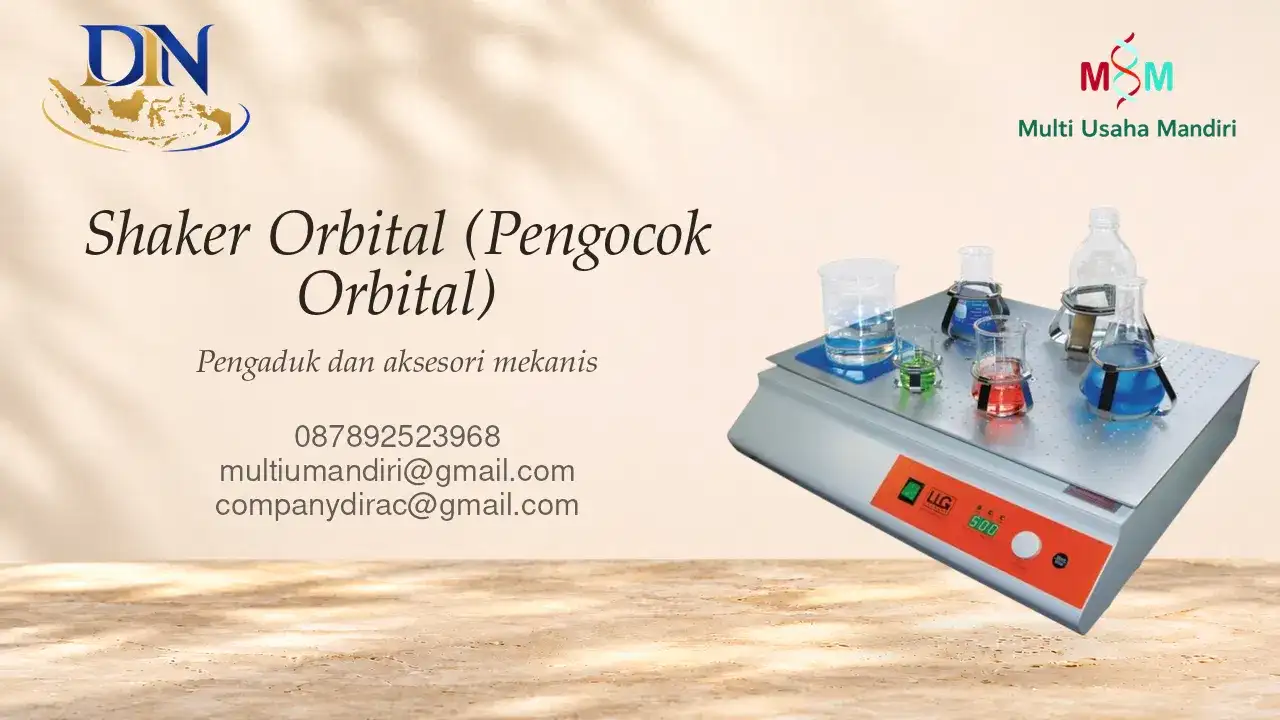 DIN
MSM
Multi Usaha Mandiri
Shaker Orbital (Pengocok
Orbital)
Pengaduk dan aksesori mekanis
087892523968
multiumandiri@gmail.com
companydirac@gmail.com
LLG
500